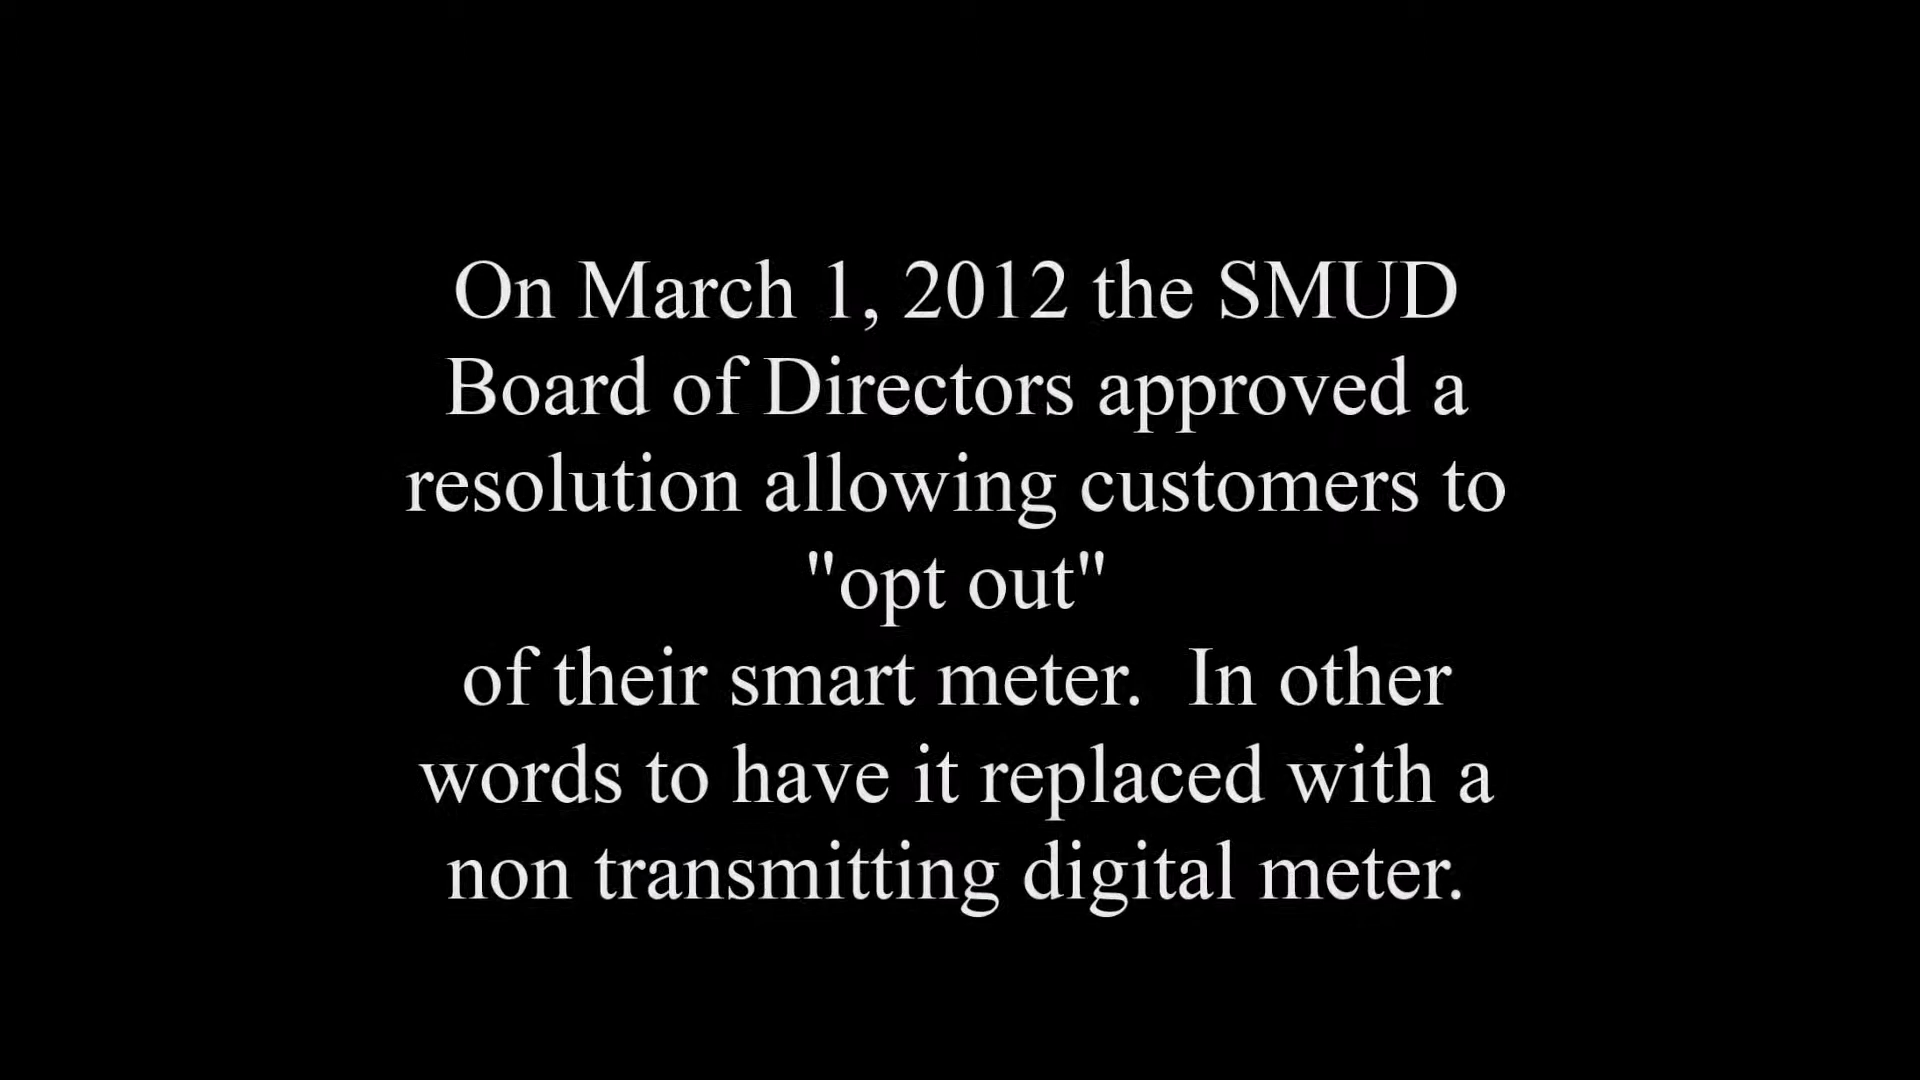 On March 1, 2012 the SMUD
Board of Directors approved a
resolution allowing customers to
"opt out"
of their smart meter.  In other
words to have it replaced with a
non transmitting digital meter.